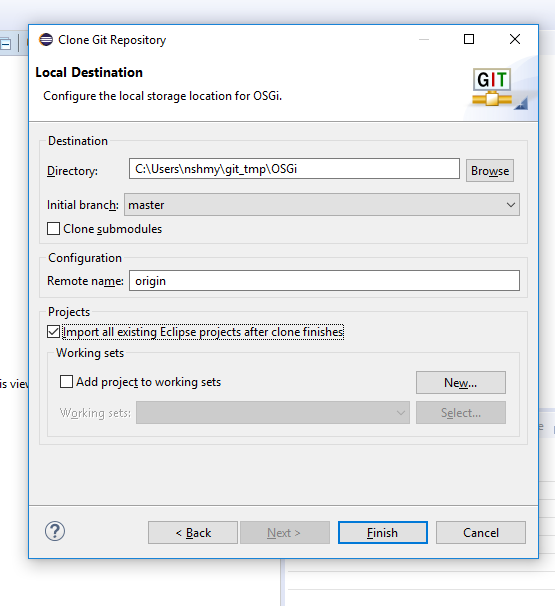 Clone Git Repository
Local Destination
Configure the local storage location for OSGi.
GIT
Destination
Directory: C:\Users\nshmy\git_tmp\OSGi Browse
Initial branch: master
Clone submodules
Configuration
Remote name: origin
Projects
Import all existing Eclipse projects after clone finishes
Working sets
is view
Add project to working sets New...
Working sets: Select...
? < Back Next > Finish Cancel